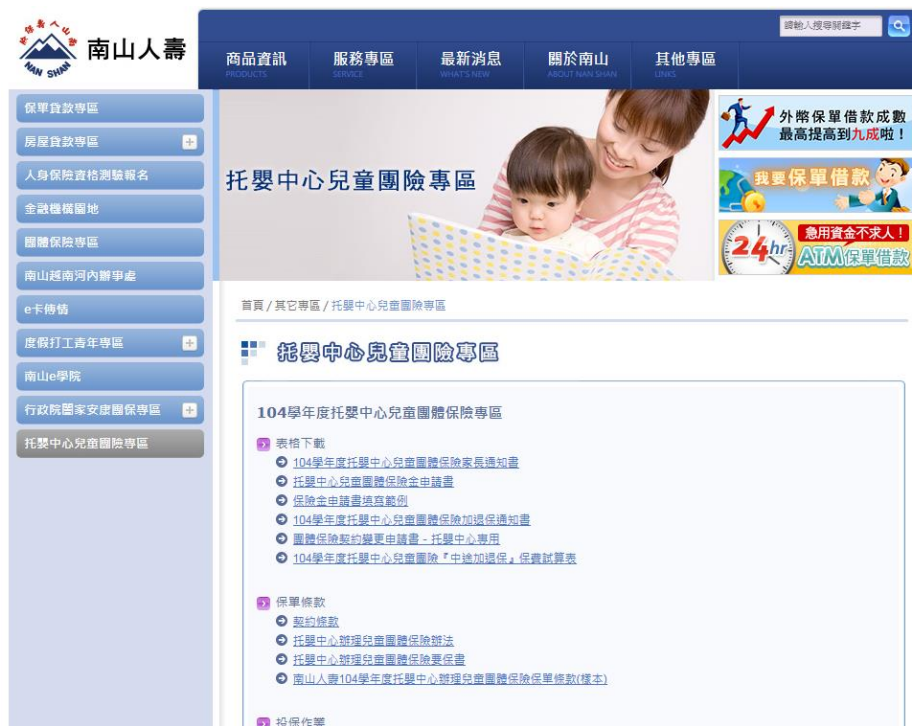 南山人壽
NAN SHAN
請輸入搜尋關鍵字
商品資訊
PRODUCTS
服務專區
SERVICE
最新消息
WHAT'S NEW
關於南山
ABOUT NAN SHAN
其他專區
LINKS
保單貸款專區
房屋貸款專區
人身保險資格測驗報名
金融機構園地
團體保險專區
南山越南河內辦事處
e卡傳情
度假打工青年專區
南山e學院
行政院闔家安康團保專區
托嬰中心兒童團險專區
托嬰中心兒童團險專區
外幣保單借款成數
最高提高到九成啦！
我要保單借款
24hr
急用資金不求人！
ATM保單借款
首頁 / 其它專區 / 托嬰中心兒童團險專區
托嬰中心兒童團險專區
104學年度托嬰中心兒童團體保險專區
表格下載
104學年度托嬰中心兒童團體保險家長通知書
托嬰中心兒童團體保險金申請書
保險金申請書填寫範例
104學年度托嬰中心兒童團體保險加退保通知書
團體保險契約變更申請書 - 托嬰中心專用
104學年度托嬰中心兒童團險『中途加退保』保費試算表
保單條款
契約條款
托嬰中心辦理兒童團體保險辦法
托嬰中心辦理兒童團體保險要保書
南山人壽104學年度托嬰中心辦理兒童團體保險保單條款(樣本)
投保作業